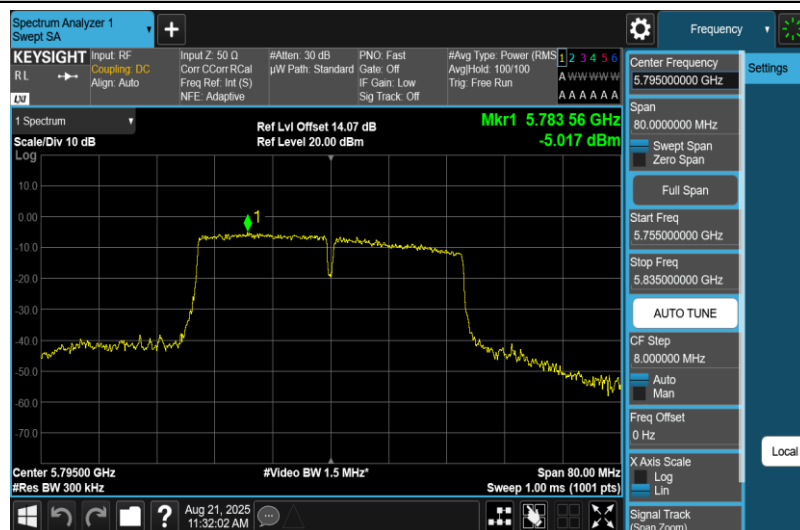 Spectrum Analyzer 1
Swept SA
+
Frequency
KEYSIGHT
RL
LXI
Input: RF
Coupling: DC
Align: Auto
Input Z: 50 Ω
Corr CCorr RCal
Freq Ref: Int (S)
NFE: Adaptive
#Atten: 30 dB
µW Path: Standard
PNO: Fast
Gate: Off
IF Gain: Low
Sig Track: Off
#Avg Type: Power (RMS
Avg|Hold: 100/100
Trig: Free Run
1 2 3 4 5 6
A W W W W W
A A A A A A
1 Spectrum
Scale/Div 10 dB
Ref Lvl Offset 14.07 dB
Ref Level 20.00 dBm
Mkr1 5.783 56 GHz
-5.017 dBm
Log
10.0
0.00
-10.0
-20.0
-30.0
-40.0
-50.0
-60.0
-70.0
1
Center 5.79500 GHz
#Res BW 300 kHz
#Video BW 1.5 MHz*
Span 80.00 MHz
Sweep 1.00 ms (1001 pts)
?
Aug 21, 2025
11:32:02 AM
Center Frequency
5.795000000 GHz
Settings
Span
80.0000000 MHz
Swept Span
Zero Span
Full Span
Start Freq
5.755000000 GHz
Stop Freq
5.835000000 GHz
AUTO TUNE
CF Step
8.000000 MHz
Auto
Man
Freq Offset
0 Hz
X Axis Scale
Log
Lin
Local
Signal Track
(Span Zoom)